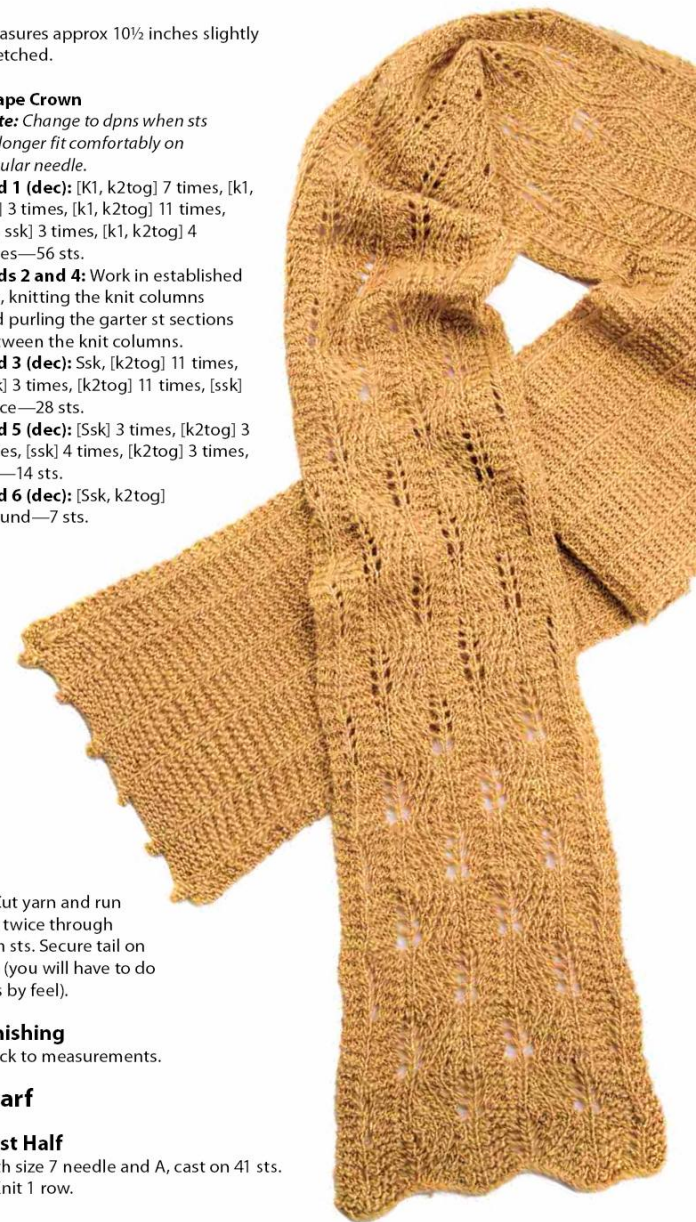 asures approx 10½ inches slightly
etched.
ape Crown
te: Change to dpns when sts
longer fit comfortably on
ular needle.
d 1 (dec): [K1, k2tog] 7 times, [k1,
] 3 times, [k1, k2tog] 11 times,
ssk] 3 times, [k1, k2tog] 4
es—56 sts.
ds 2 and 4: Work in established
, knitting the knit columns
d purling the garter st sections
tween the knit columns.
d 3 (dec): Ssk, [k2tog] 11 times,
k] 3 times, [k2tog] 11 times, [ssk]
ce—28 sts.
d 5 (dec): [Ssk] 3 times, [k2tog] 3
es, [ssk] 4 times, [k2tog] 3 times,
—14 sts.
d 6 (dec): [Ssk, k2tog]
und—7 sts.
Cut yarn and run
twice through
n sts. Secure tail on
(you will have to do
s by feel).
nishing
ck to measurements.
arf
st Half
th size 7 needle and A, cast on 41 sts.
Knit 1 row.